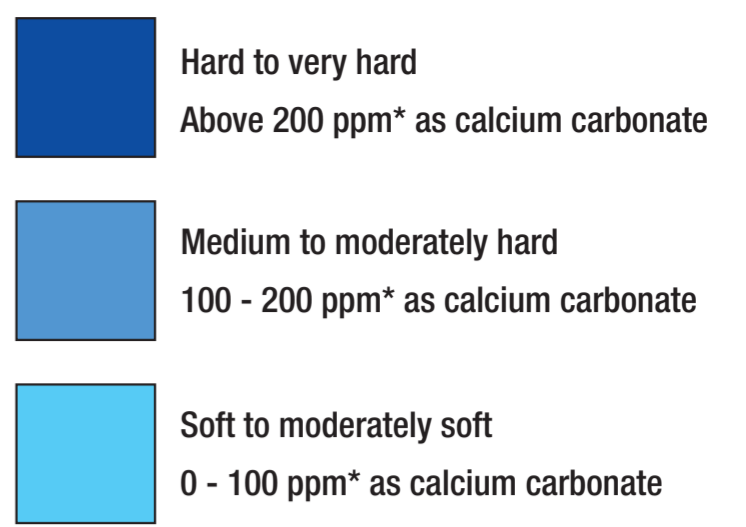 Hard to very hard
Above 200 ppm* as calcium carbonate
Medium to moderately hard
100 - 200 ppm* as calcium carbonate
Soft to moderately soft
0 - 100 ppm* as calcium carbonate